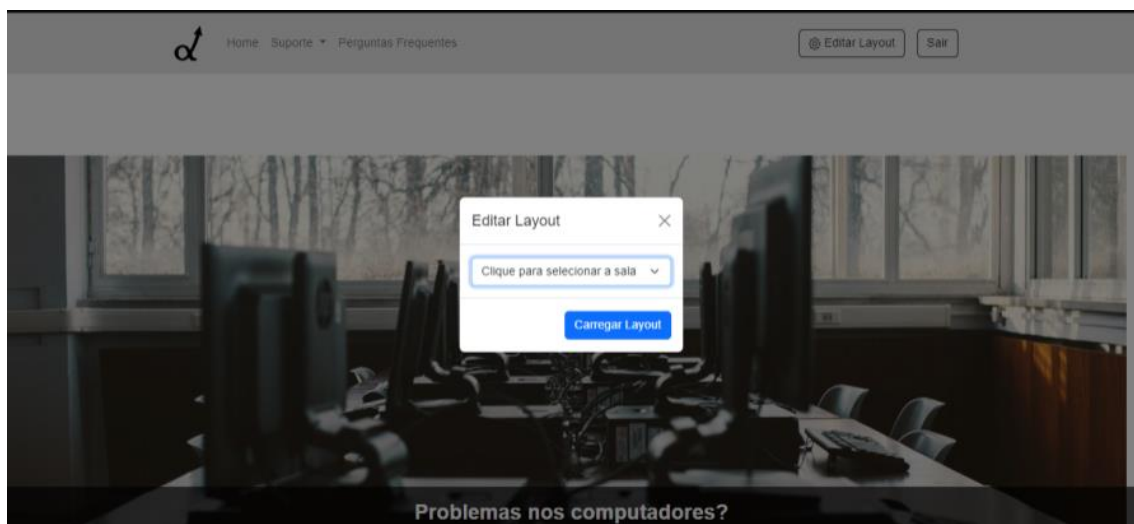 Home Suporte Perguntas Frequentes Editar Layout Sair
Editar Layout
Clique para selecionar a sala
Carregar Layout
Problemas nos computadores?